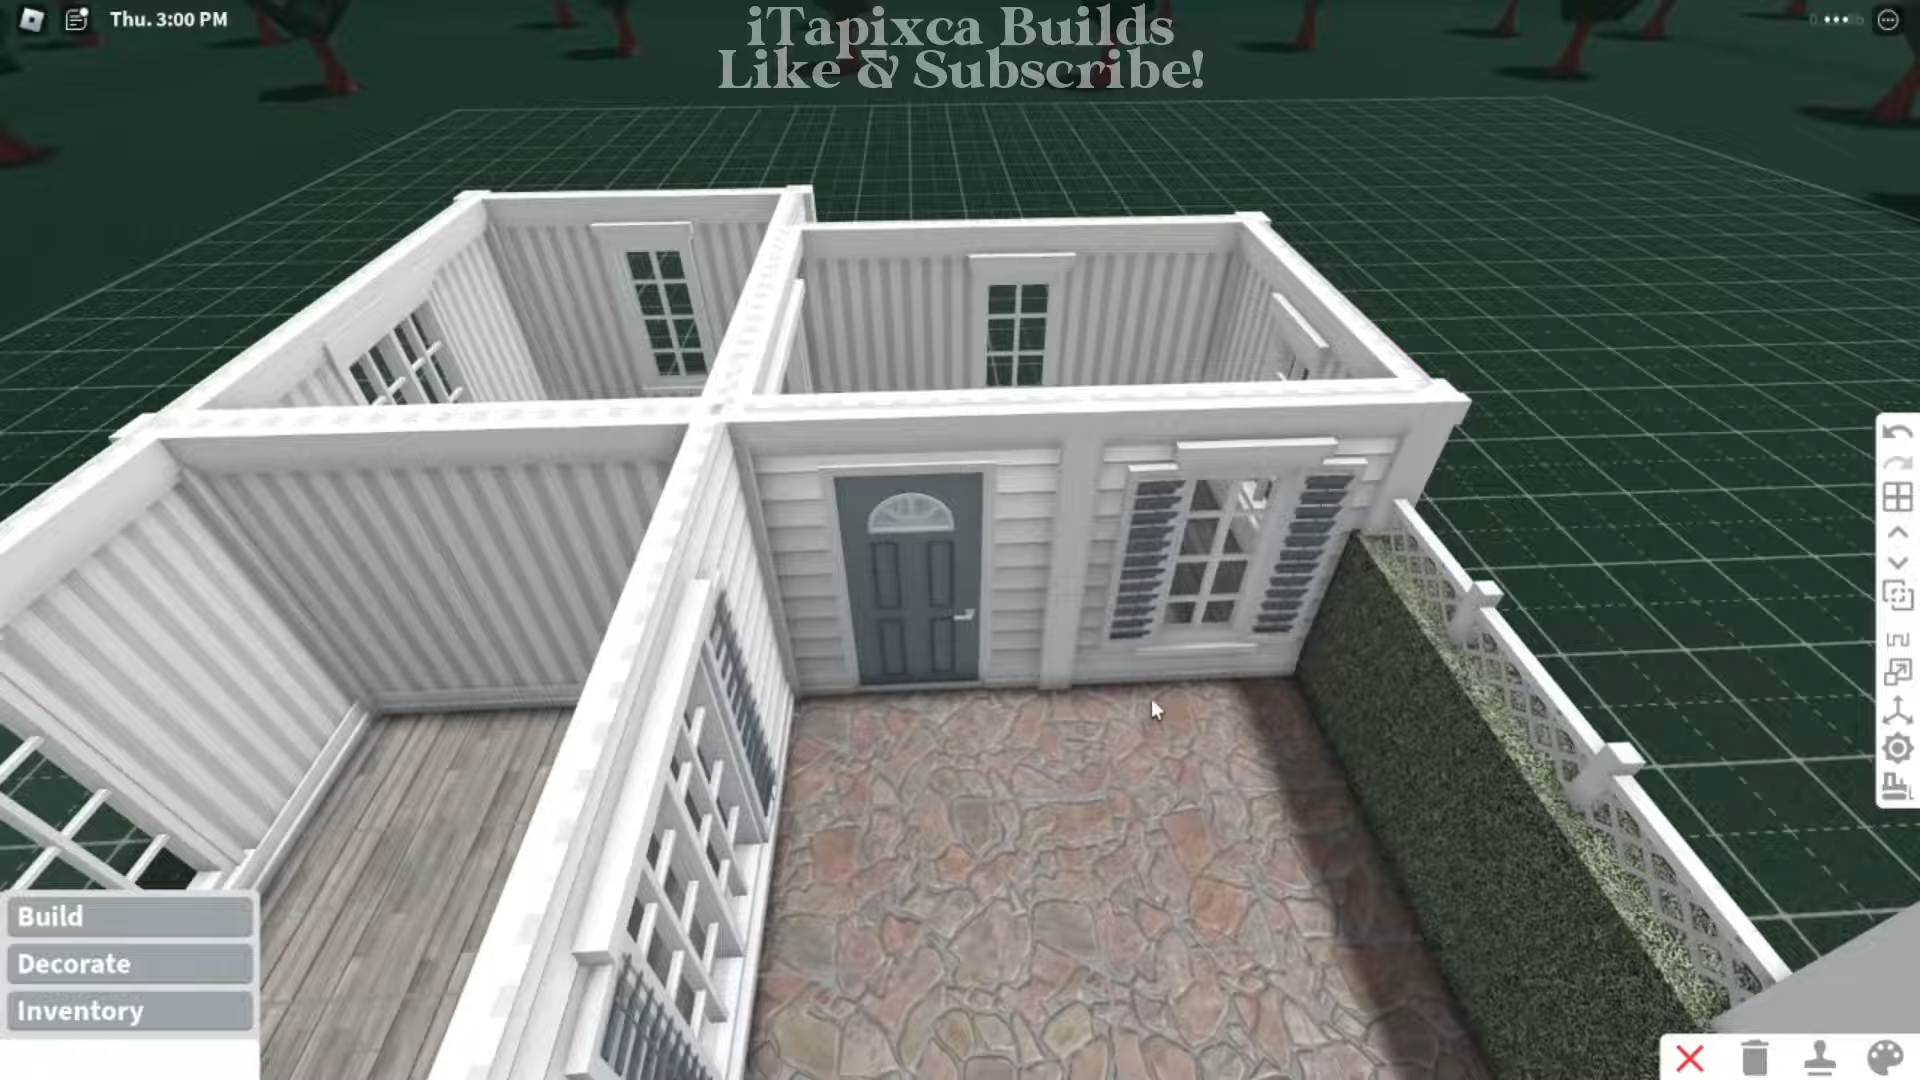 Thu. 3:00 PM
iTapixca Builds
Like & Subscribe!
Build
Decorate
Inventory